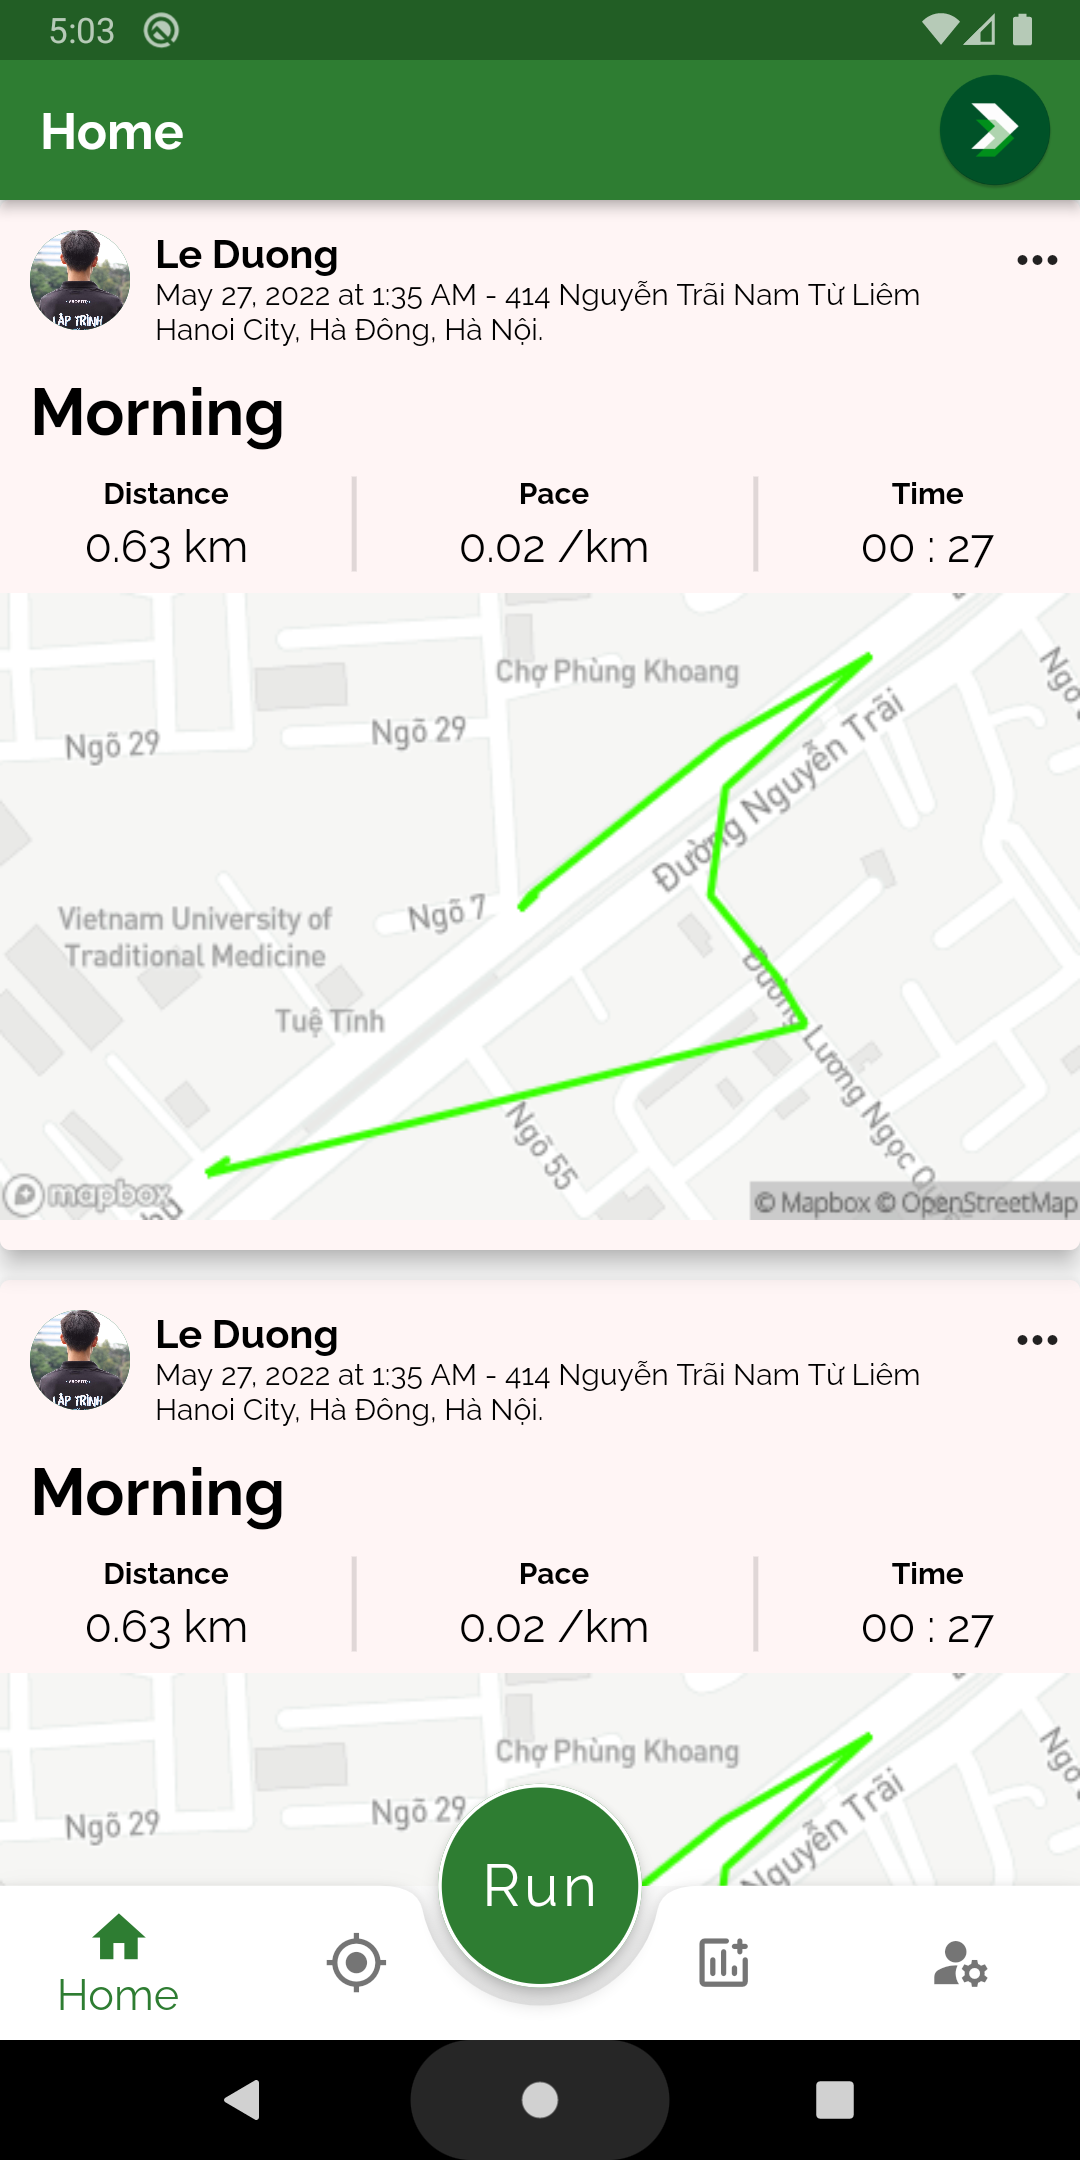 5:03
Home
Le Duong
May 27, 2022 at 1:35 AM - 414 Nguyễn Trãi Nam Từ Liêm
Hanoi City, Hà Đông, Hà Nội.
Morning
Distance Pace Time
0.63 km 0.02 /km 00 : 27
Chợ Phùng Khoang
Ngõ
Ngõ 29
Ngõ 29
Đường Nguyễn Trãi
Ngõ 7
Vietnam University of
Traditional Medicine
Tuệ Tĩnh
Đường Lương Ngọc
Ngõ 55
mapbox
© Mapbox © OpenStreetMap
Le Duong
May 27, 2022 at 1:35 AM - 414 Nguyễn Trãi Nam Từ Liêm
Hanoi City, Hà Đông, Hà Nội.
Morning
Distance Pace Time
0.63 km 0.02 /km 00 : 27
Chợ Phùng Khoang
Ngõ
Ngõ 29
Ngõ 29
Nguyễn Trãi
Run
Home